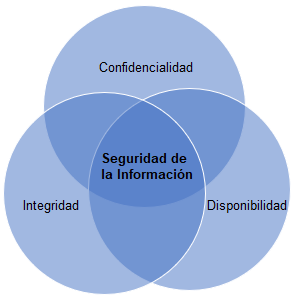 Confidencialidad
Seguridad de
la Información
Integridad
Disponibilidad